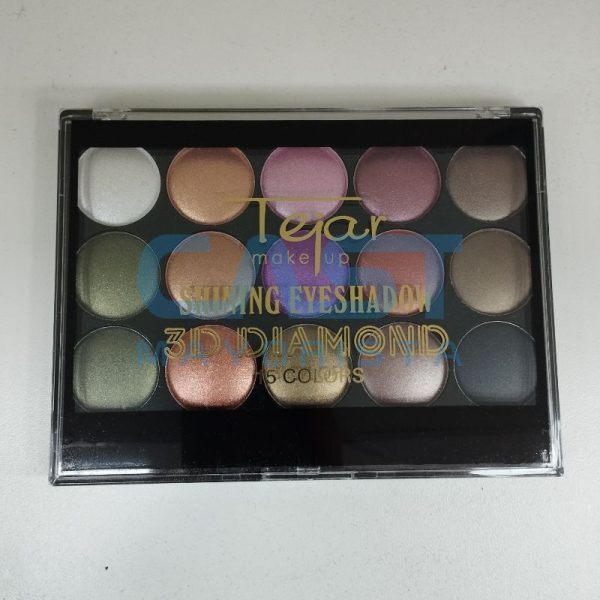 Tejar
make up
SHINING EYESHADOW
3D DIAMOND
15 COLORS